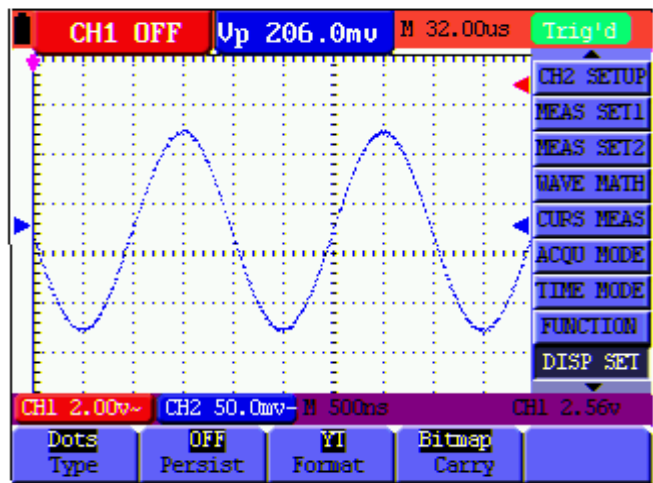 CH1 OFF Vp 206.0mv M 32.00us Trig'd
CH2 SETUP
MEAS SET1
MEAS SET2
WAVE MATH
CURS MEAS
ACQU MODE
TIME MODE
FUNCTION
DISP SET
CH1 2.00v~ CH2 50.0mv- M 500ns CH1 2.56v
Dots OFF YT Bitmap
Type Persist Format Carry